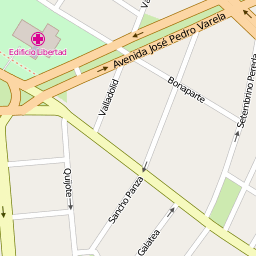 Edificio Libertad
Avenida José Pedro Varela
Valladolid
Bonaparte
Setembrino Pereda
Quijote
Sancho Panza
Galatea